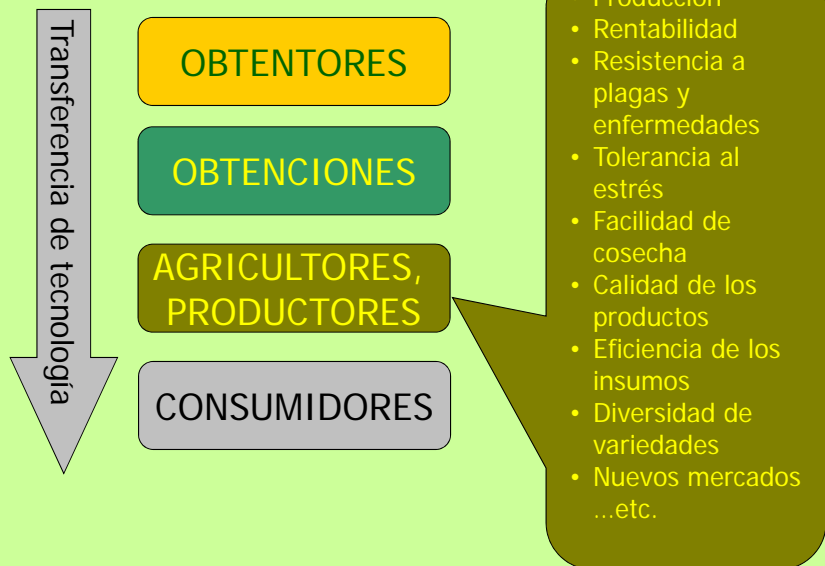 Transferencia de tecnología
OBTENTORES
OBTENCIONES
AGRICULTORES,
PRODUCTORES
CONSUMIDORES
• Producción
• Rentabilidad
• Resistencia a
plagas y
enfermedades
• Tolerancia al
estrés
• Facilidad de
cosecha
• Calidad de los
productos
• Eficiencia de los
insumos
• Diversidad de
variedades
• Nuevos mercados
...etc.